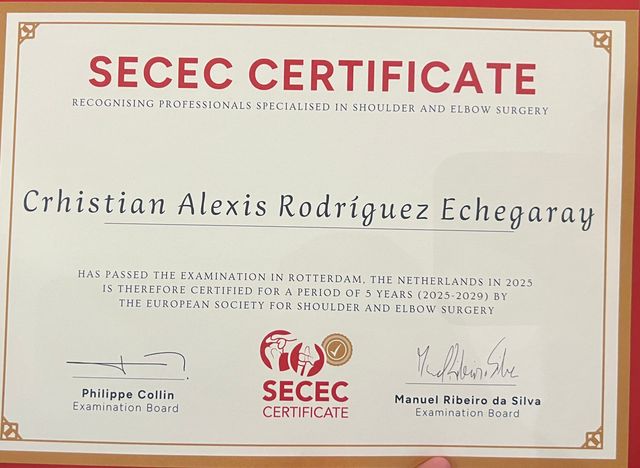 SECEC CERTIFICATE
RECOGNISING PROFESSIONALS SPECIALISED IN SHOULDER AND ELBOW SURGERY
Crhistian Alexis Rodríguez Echegaray
HAS PASSED THE EXAMINATION IN ROTTERDAM, THE NETHERLANDS IN 2025
IS THEREFORE CERTIFIED FOR A PERIOD OF 5 YEARS (2025-2029) BY
THE EUROPEAN SOCIETY FOR SHOULDER AND ELBOW SURGERY
Philippe Collin
Examination Board
SECEC
CERTIFICATE
Manuel Ribeiro da Silva
Examination Board